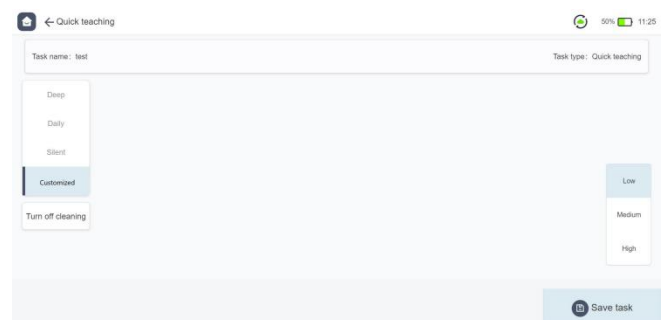 Quick teaching
50% 11:25
Task name: test
Task type: Quick teaching
Deep
Daily
Silent
Customized
Turn off cleaning
Low
Medium
High
Save task